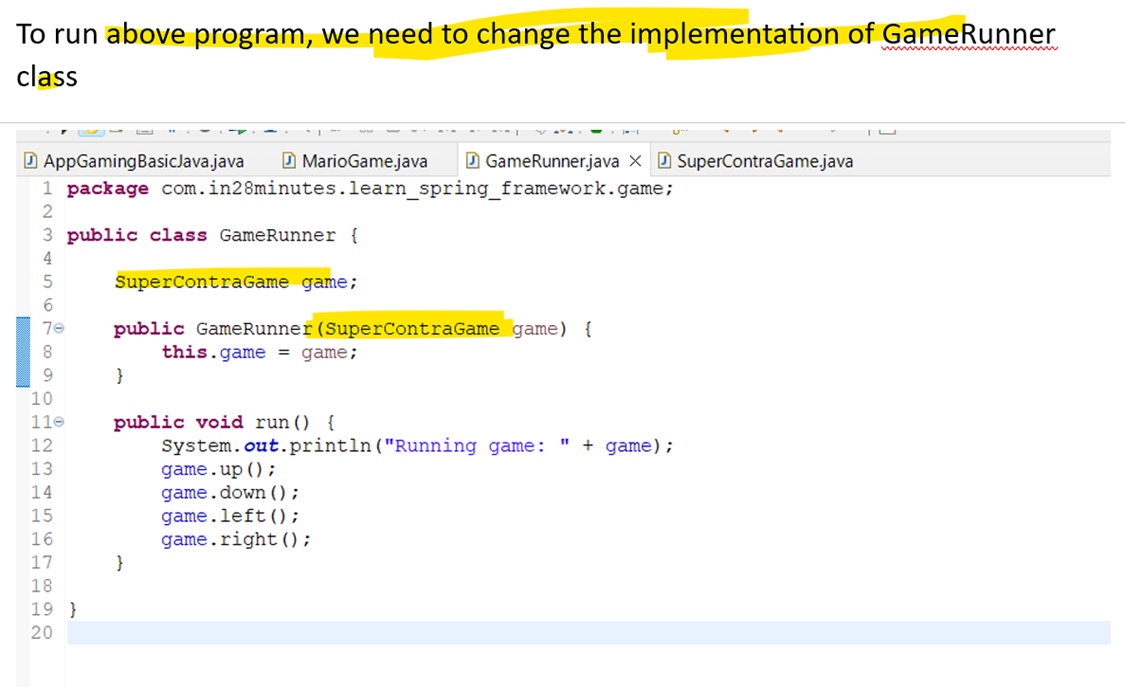 To run above program, we need to change the implementation of GameRunner
class
AppGamingBasicJava.java MarioGame.java GameRunner.java SuperContraGame.java
1 package com.in28minutes.learn_spring_framework.game;
2
3 public class GameRunner {
4
5 SuperContraGame game;
6
7 public GameRunner(SuperContraGame game) {
8 this.game = game;
9 }
10
11 public void run() {
12 System.out.println("Running game: " + game);
13 game.up();
14 game.down();
15 game.left();
16 game.right();
17 }
18
19 }
20